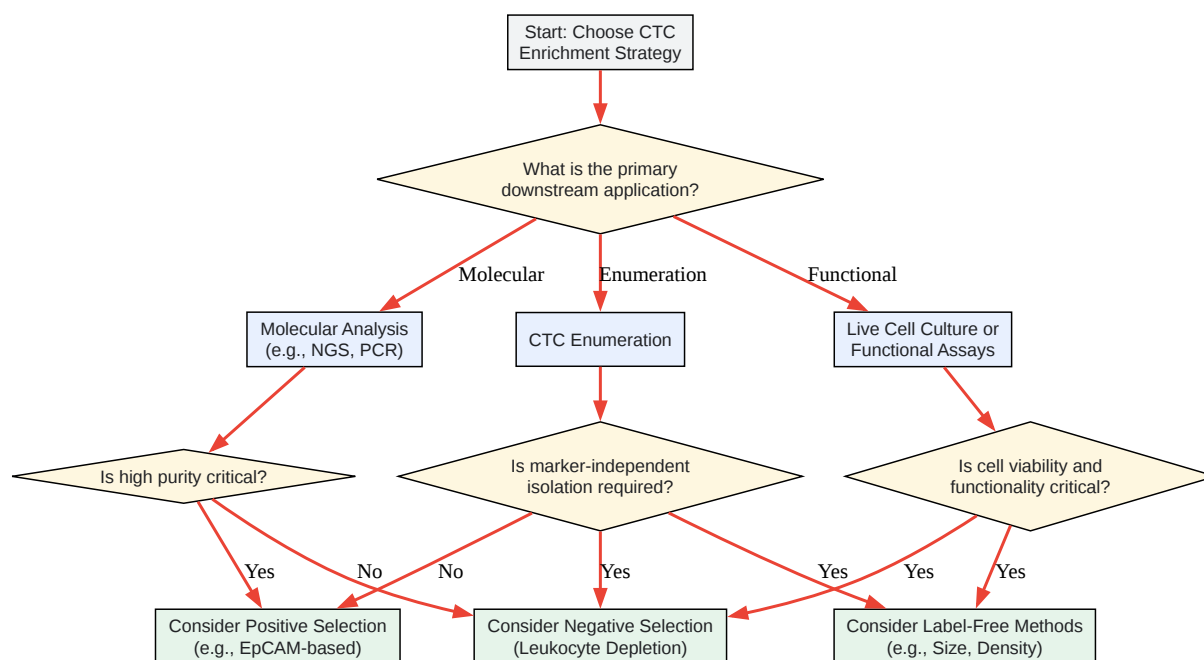 Start: Choose CTC
Enrichment Strategy
What is the primary
downstream application?
Molecular
Enumeration
Functional
Molecular Analysis
(e.g., NGS, PCR)
CTC Enumeration
Live Cell Culture or
Functional Assays
Is high purity critical?
Is marker-independent
isolation required?
Is cell viability and
functionality critical?
Yes
No
No
Yes
Yes
Yes
Yes
Consider Positive Selection
(e.g., EpCAM-based)
Consider Negative Selection
(Leukocyte Depletion)
Consider Label-Free Methods
(e.g., Size, Density)